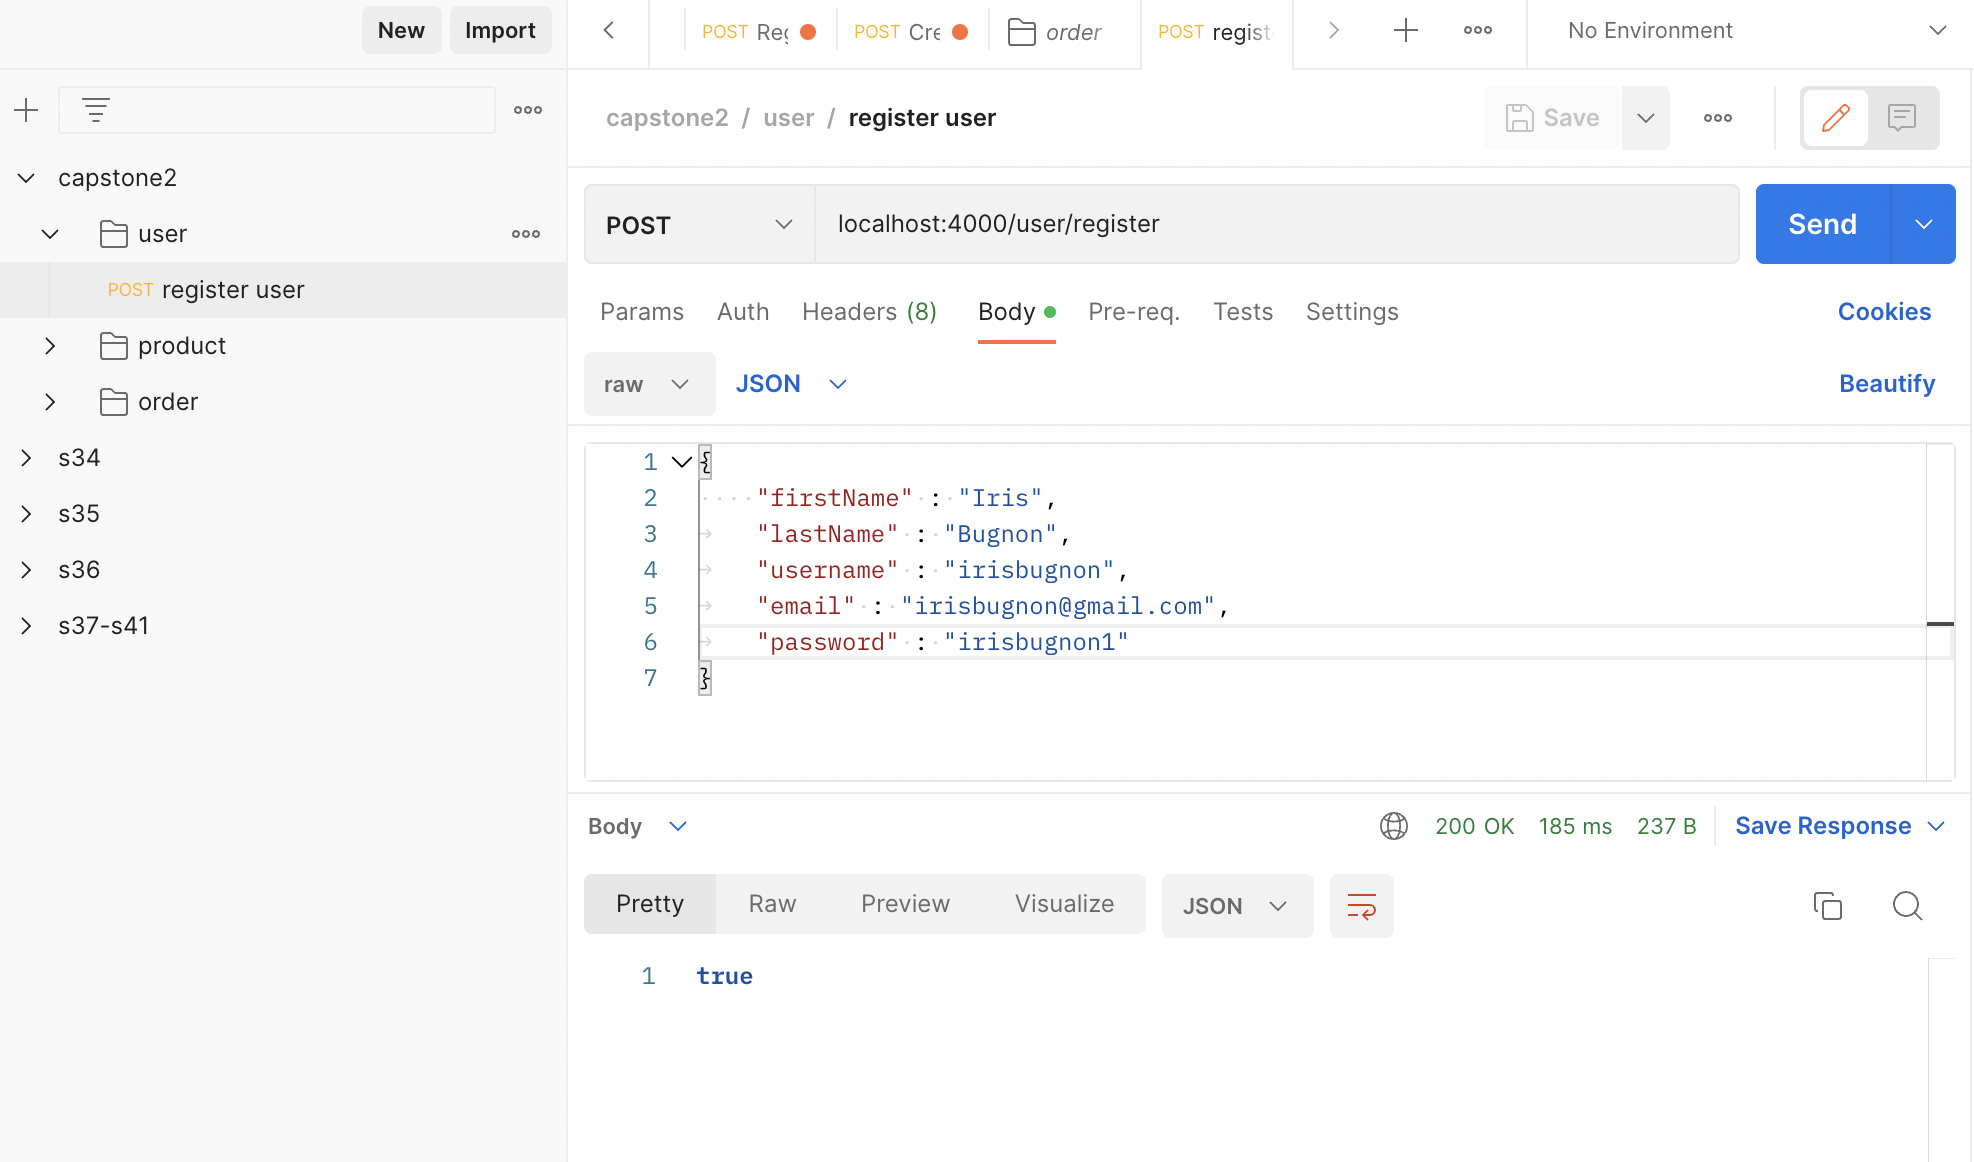 New Import
POST Reg POST Cre order POST regist No Environment
capstone2 / user / register user Save
capstone2
user
POST register user
product
order
s34
s35
s36
s37-s41
POST localhost:4000/user/register Send
Params Auth Headers (8) Body Pre-req. Tests Settings Cookies
raw JSON Beautify
1 {
2 "firstName" : "Iris",
3 "lastName" : "Bugnon",
4 "username" : "irisbugnon",
5 "email" : "irisbugnon@gmail.com",
6 "password" : "irisbugnon1"
7 }
Body 200 OK 185 ms 237 B Save Response
Pretty Raw Preview Visualize JSON
1 true